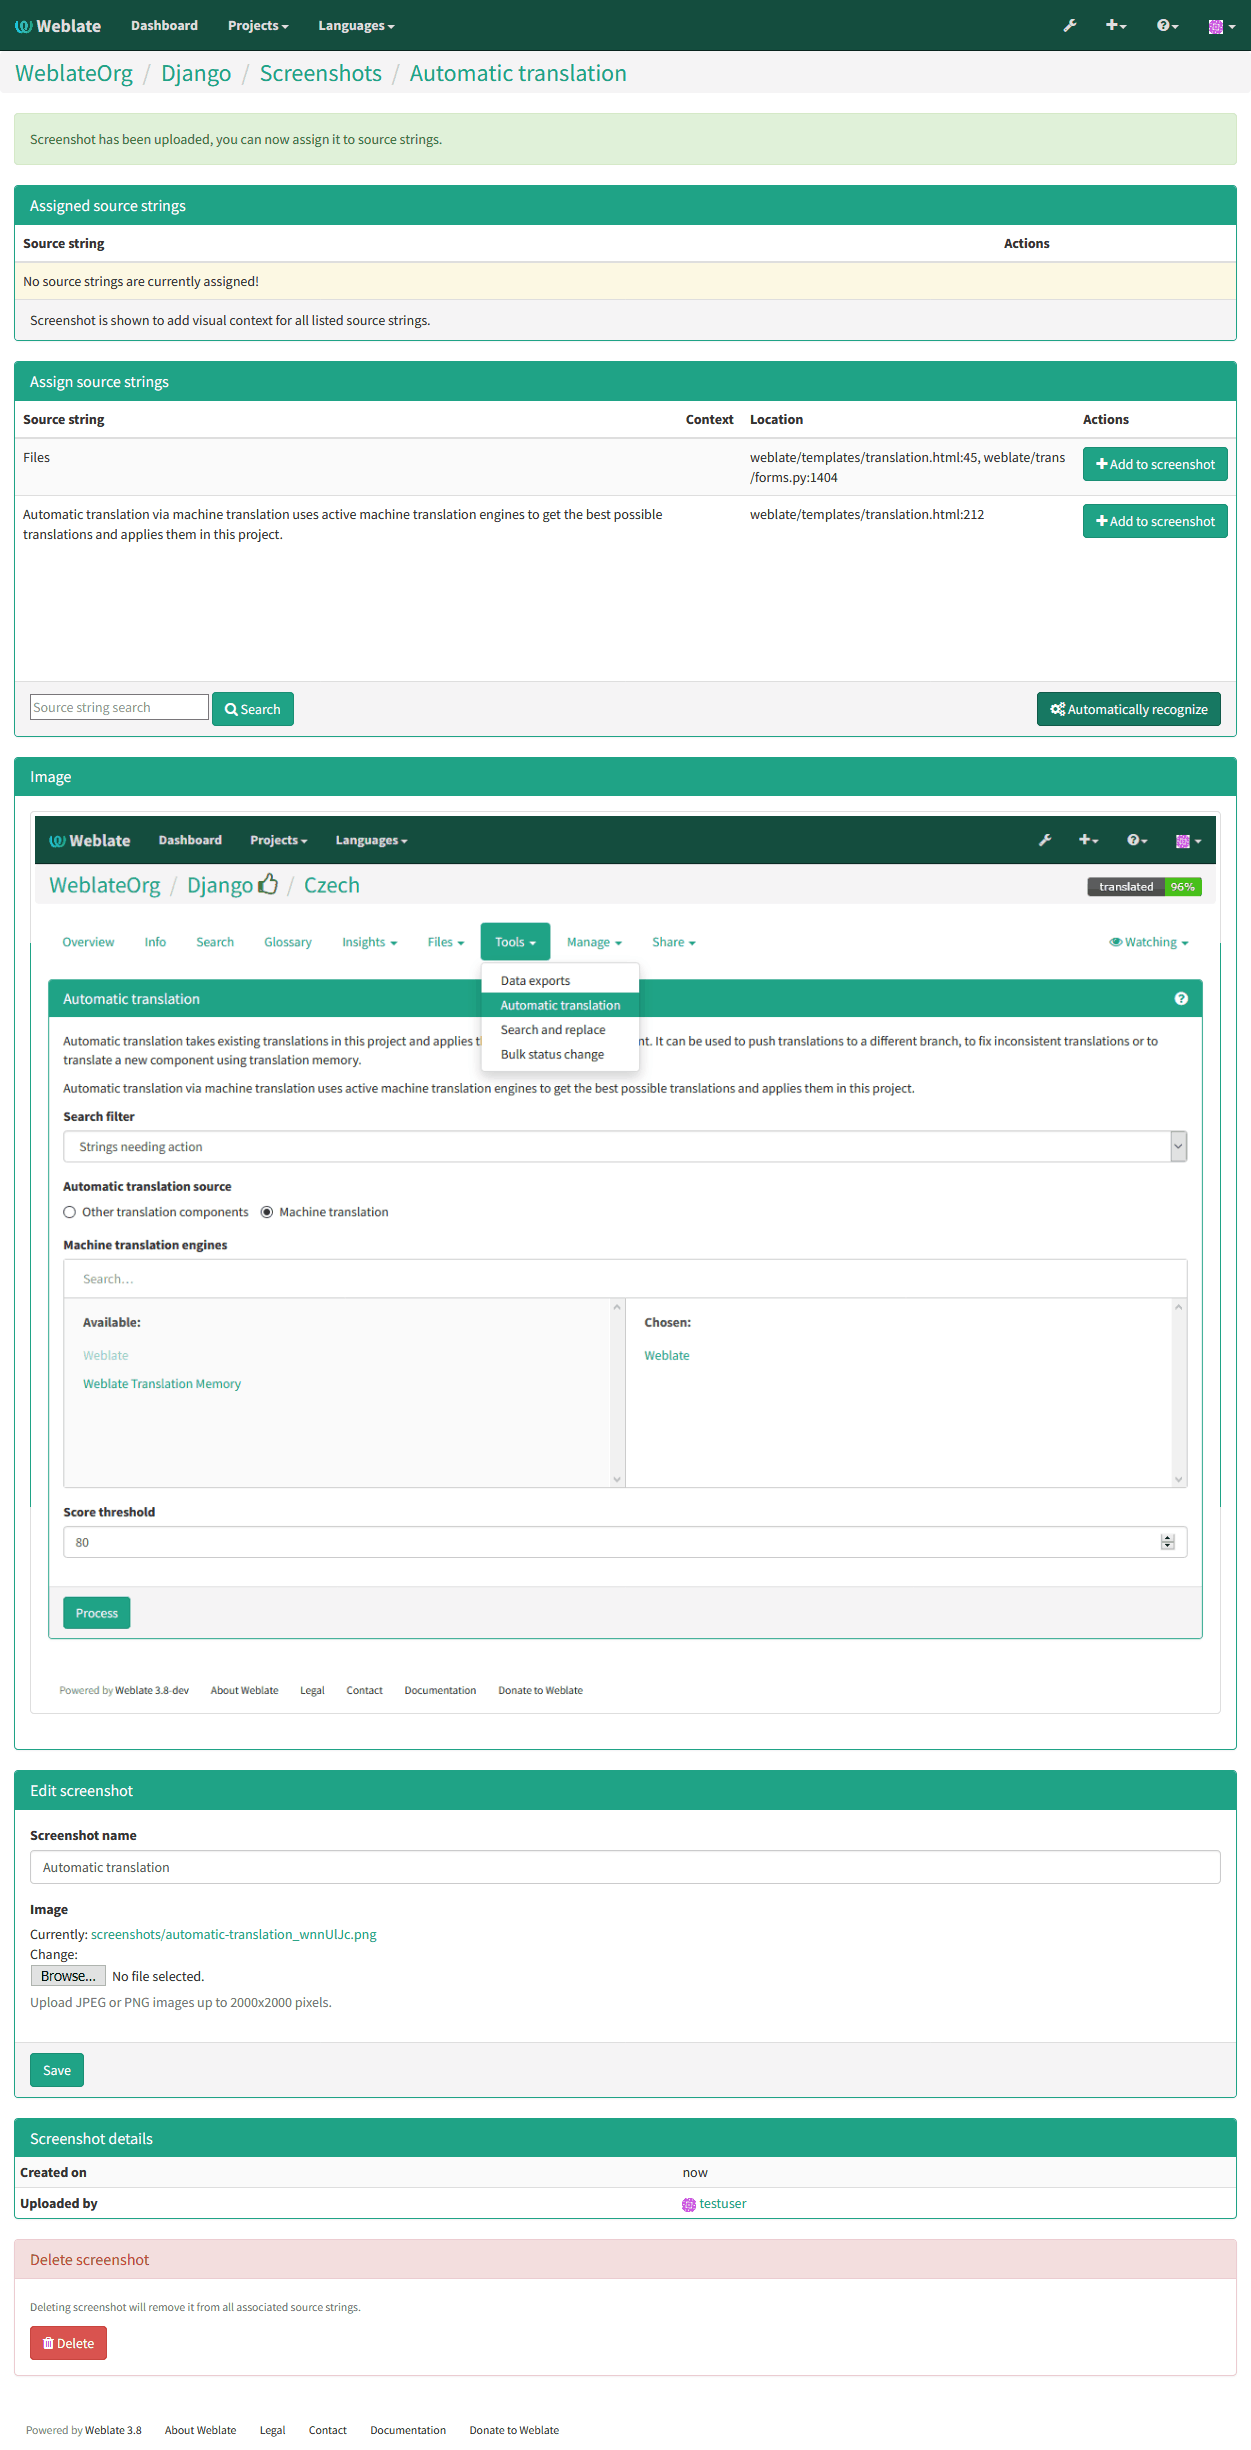 Weblate Dashboard Projects Languages
WeblateOrg / Django / Screenshots / Automatic translation
Screenshot has been uploaded, you can now assign it to source strings.
Assigned source strings
Source string Actions
No source strings are currently assigned!
Screenshot is shown to add visual context for all listed source strings.
Assign source strings
Source string Context Location Actions
Files weblate/templates/translation.html:45, weblate/trans Add to screenshot
/forms.py:1404
Automatic translation via machine translation uses active machine translation engines to get the best possible weblate/templates/translation.html:212 Add to screenshot
translations and applies them in this project.
Source string search Search Automatically recognize
Image
Weblate Dashboard Projects Languages
WeblateOrg / Django / Czech translated 96%
Overview Info Search Glossary Insights Files Tools Manage Share Watching
Data exports
Automatic translation
Automatic translation
Search and replace
Bulk status change
Automatic translation takes existing translations in this project and applies t nt. It can be used to push translations to a different branch, to fix inconsistent translations or to
translate a new component using translation memory.
Automatic translation via machine translation uses active machine translation engines to get the best possible translations and applies them in this project.
Search filter
Strings needing action
Automatic translation source
Other translation components Machine translation
Machine translation engines
Search…
Available: Chosen:
Weblate Weblate
Weblate Translation Memory
Score threshold
80
Process
Powered by Weblate 3.8-dev About Weblate Legal Contact Documentation Donate to Weblate
Edit screenshot
Screenshot name
Automatic translation
Image
Currently: screenshots/automatic-translation_wnnUlJc.png
Change:
Browse... No file selected.
Upload JPEG or PNG images up to 2000x2000 pixels.
Save
Screenshot details
Created on now
Uploaded by testuser
Delete screenshot
Deleting screenshot will remove it from all associated source strings.
Delete
Powered by Weblate 3.8 About Weblate Legal Contact Documentation Donate to Weblate